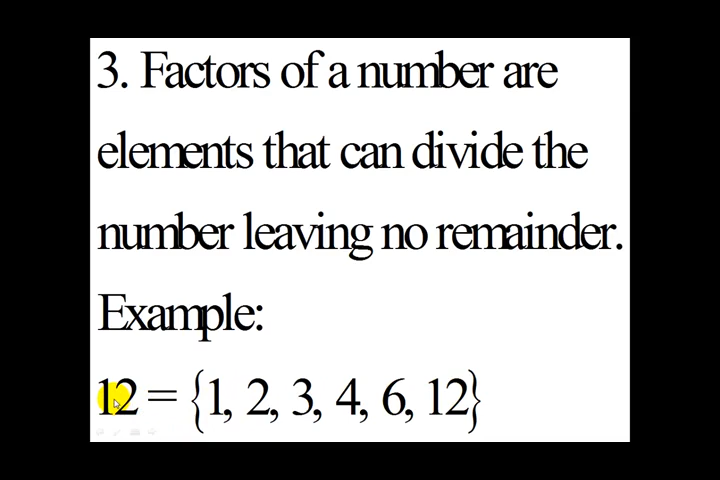 3. Factors of a number are
elements that can divide the
number leaving no remainder.
Example:
12 = {1, 2, 3, 4, 6, 12}